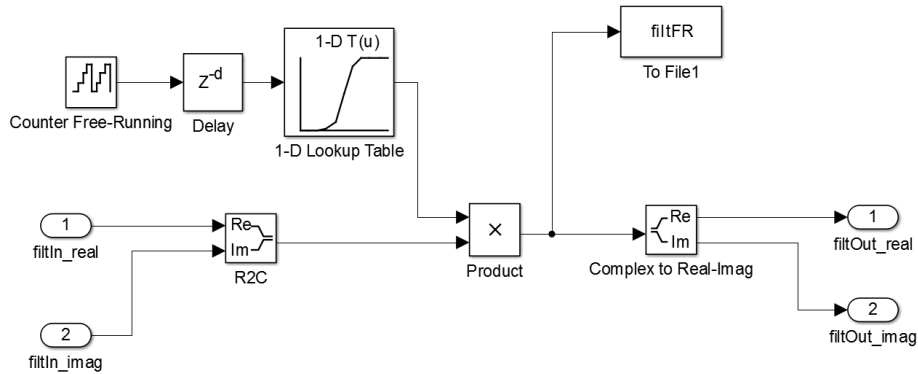 filtFR
To File1
1-D T(u)
Counter Free-Running
Z-d
Delay
1-D Lookup Table
1
filtIn_real
Re
Im
R2C
×
Product
Re
Im
Complex to Real-Imag
1
filtOut_real
2
filtIn_imag
2
filtOut_imag